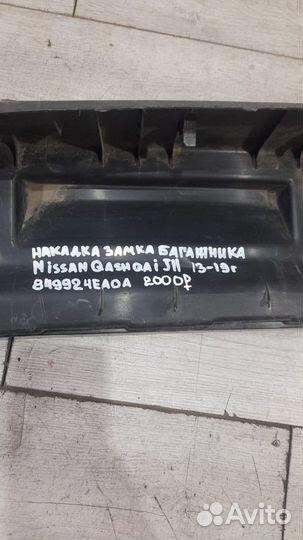 НАКАДКА ЗАМКА БАГАЖНИКА
NISSAN QASHQAI J11 13-19г
849924EA0A 2000₽
Avito